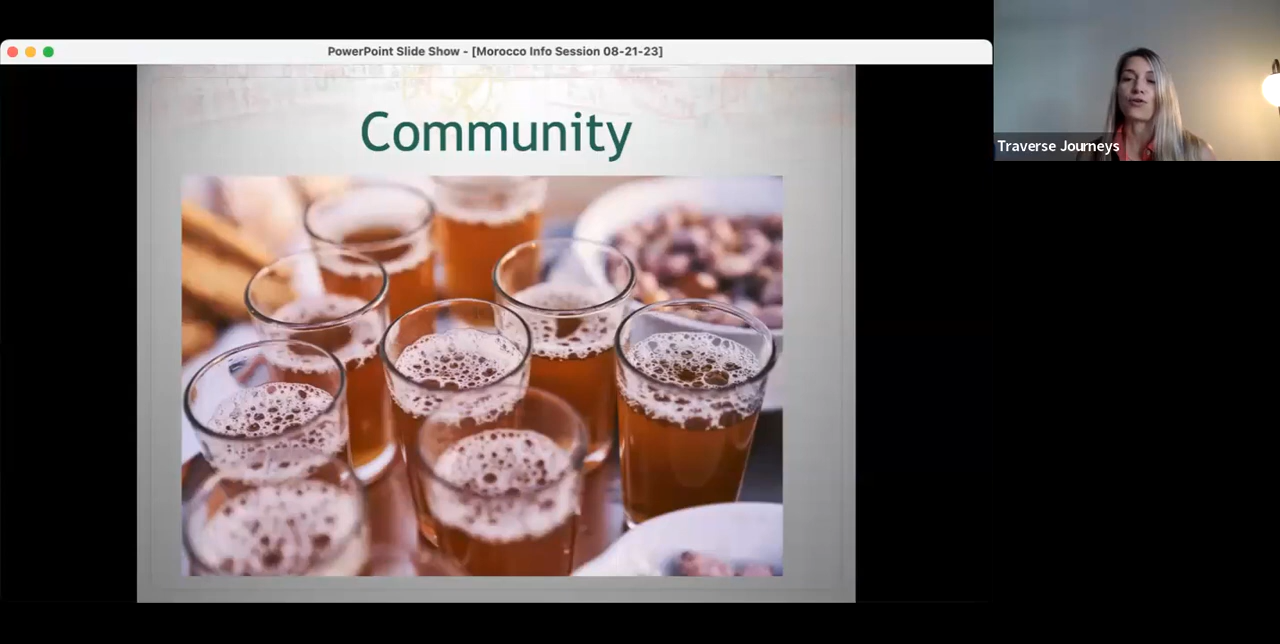 PowerPoint Slide Show - [Morocco Info Session 08-21-23]
Community
Traverse Journeys